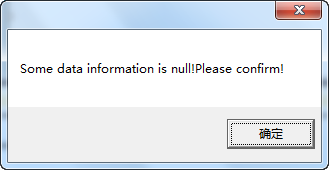 Some data information is null!Please confirm!
确定